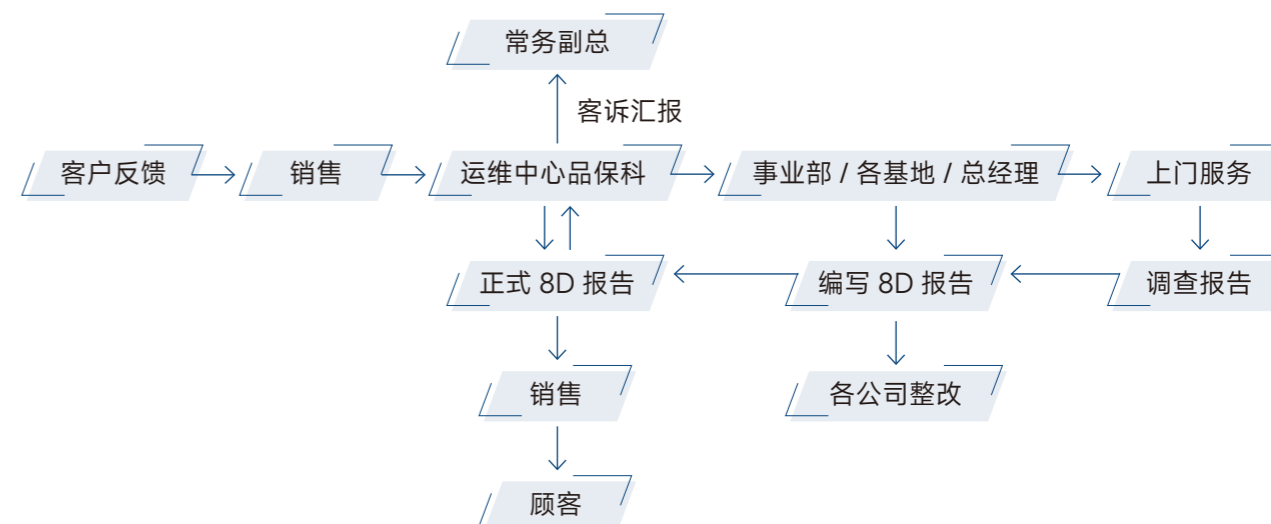 常务副总
客诉汇报
客户反馈
销售
运维中心品保科
事业部 / 各基地 / 总经理
上门服务
正式 8D 报告
编写 8D 报告
调查报告
销售
各公司整改
顾客